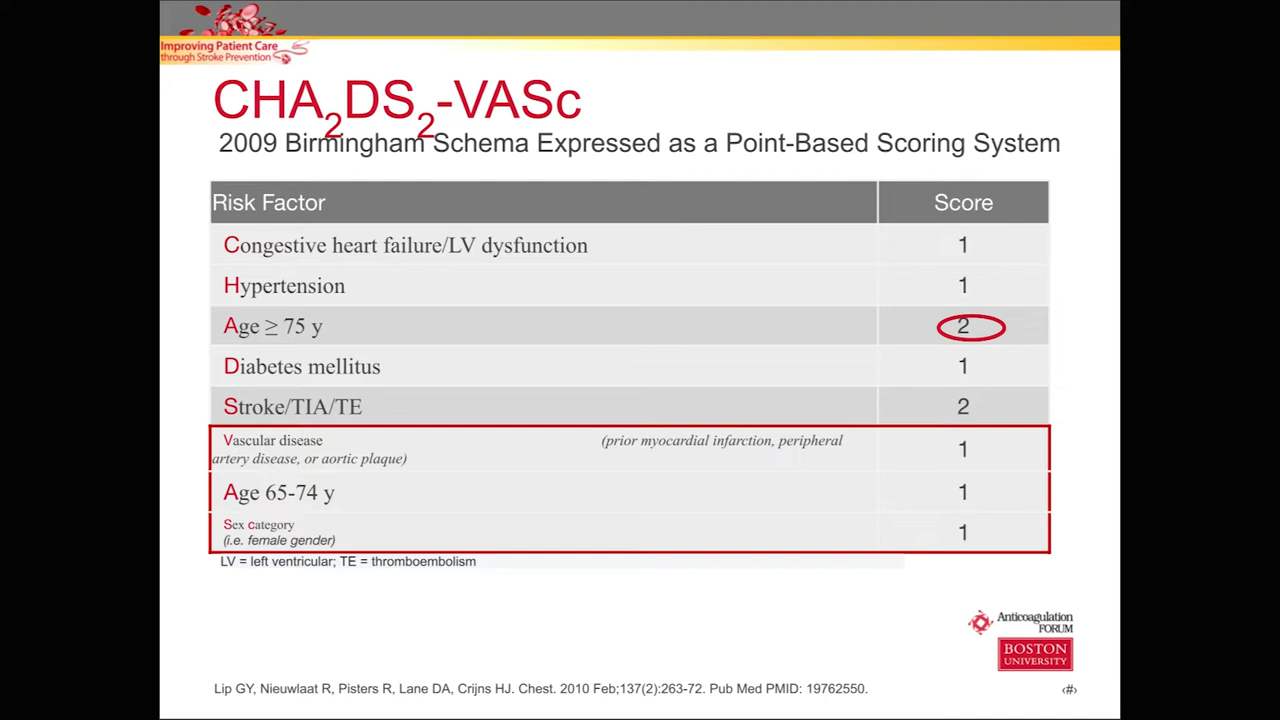 Improving Patient Care
through Stroke Prevention
CHA2DS2-VASc
2009 Birmingham Schema Expressed as a Point-Based Scoring System
Risk Factor Score
Congestive heart failure/LV dysfunction 1
Hypertension 1
Age ≥ 75 y 2
Diabetes mellitus 1
Stroke/TIA/TE 2
Vascular disease (prior myocardial infarction, peripheral
artery disease, or aortic plaque) 1
Age 65-74 y 1
Sex category
(i.e. female gender) 1
LV = left ventricular; TE = thromboembolism
Anticoagulation
FORUM
BOSTON
UNIVERSITY
Lip GY, Nieuwlaat R, Pisters R, Lane DA, Crijns HJ. Chest. 2010 Feb;137(2):263-72. Pub Med PMID: 19762550.
‹#›